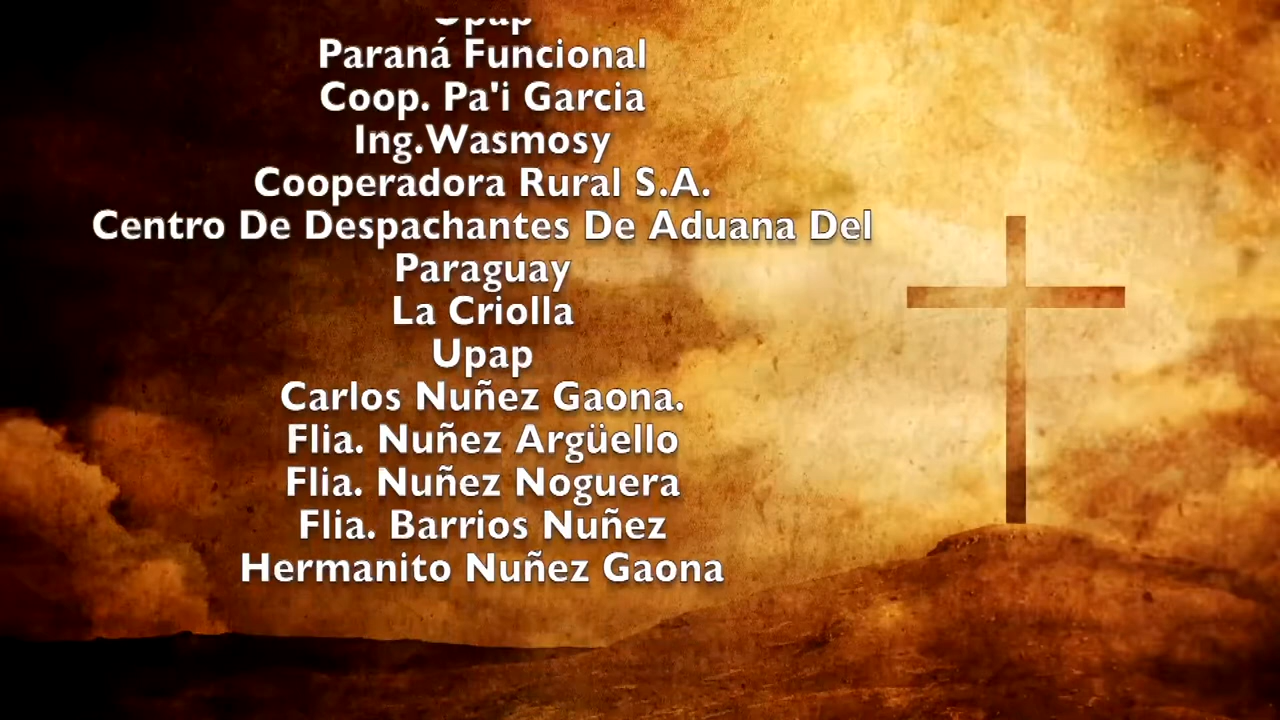 Upap
Paraná Funcional
Coop. Pa'i Garcia
Ing.Wasmosy
Cooperadora Rural S.A.
Centro De Despachantes De Aduana Del
Paraguay
La Criolla
Upap
Carlos Nuñez Gaona.
Flia. Nuñez Argüello
Flia. Nuñez Noguera
Flia. Barrios Nuñez
Hermanito Nuñez Gaona